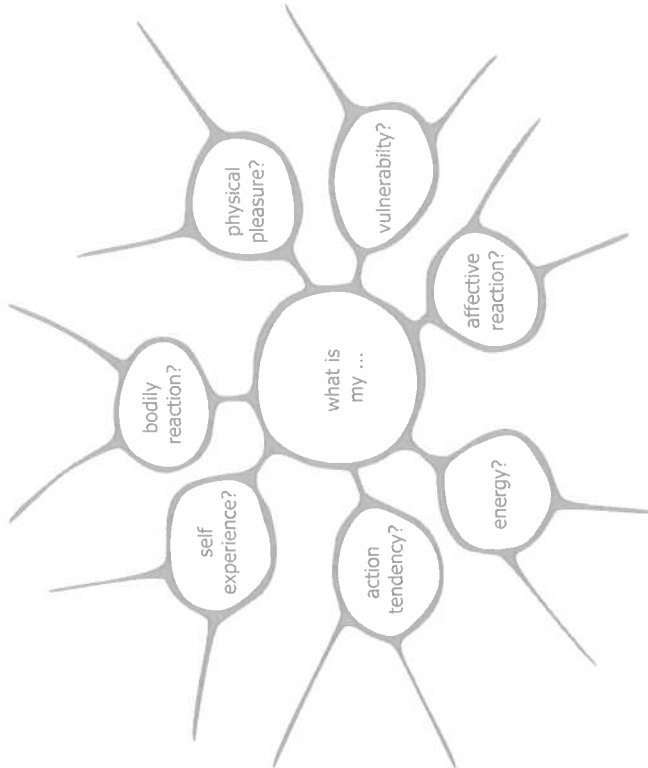 what is
my ...
physical
pleasure?
vulnerabilty?
affective
reaction?
energy?
action
tendency?
self
experience?
bodily
reaction?